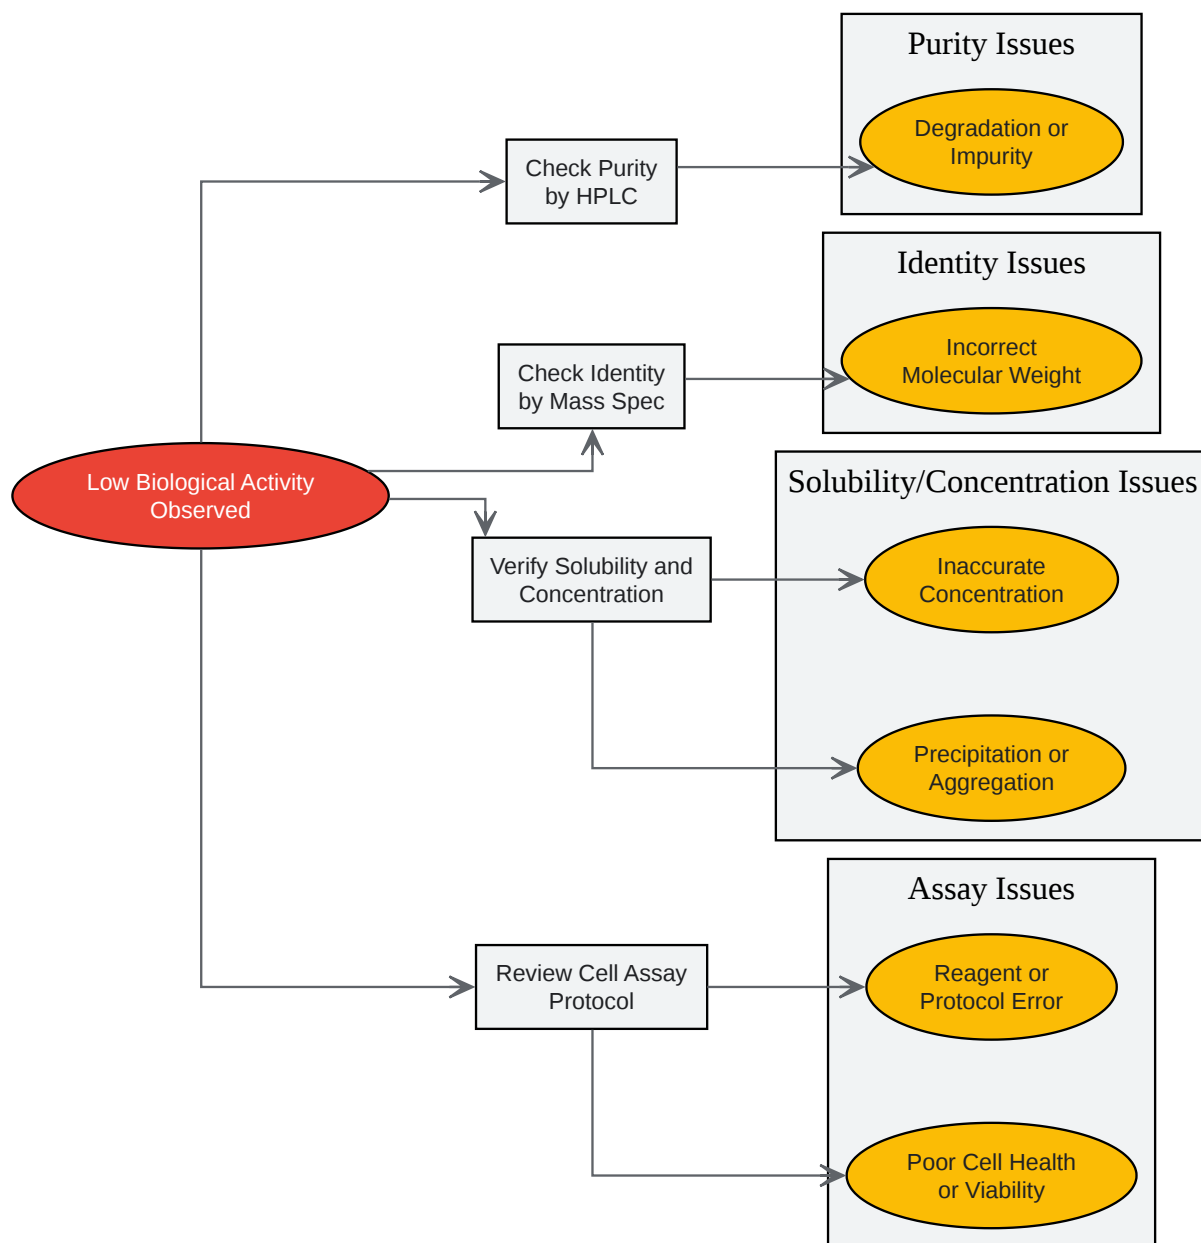 Purity Issues
Degradation or
Impurity
Check Purity
by HPLC
Identity Issues
Incorrect
Molecular Weight
Check Identity
by Mass Spec
Low Biological Activity
Observed
Solubility/Concentration Issues
Verify Solubility and
Concentration
Inaccurate
Concentration
Precipitation or
Aggregation
Assay Issues
Review Cell Assay
Protocol
Reagent or
Protocol Error
Poor Cell Health
or Viability